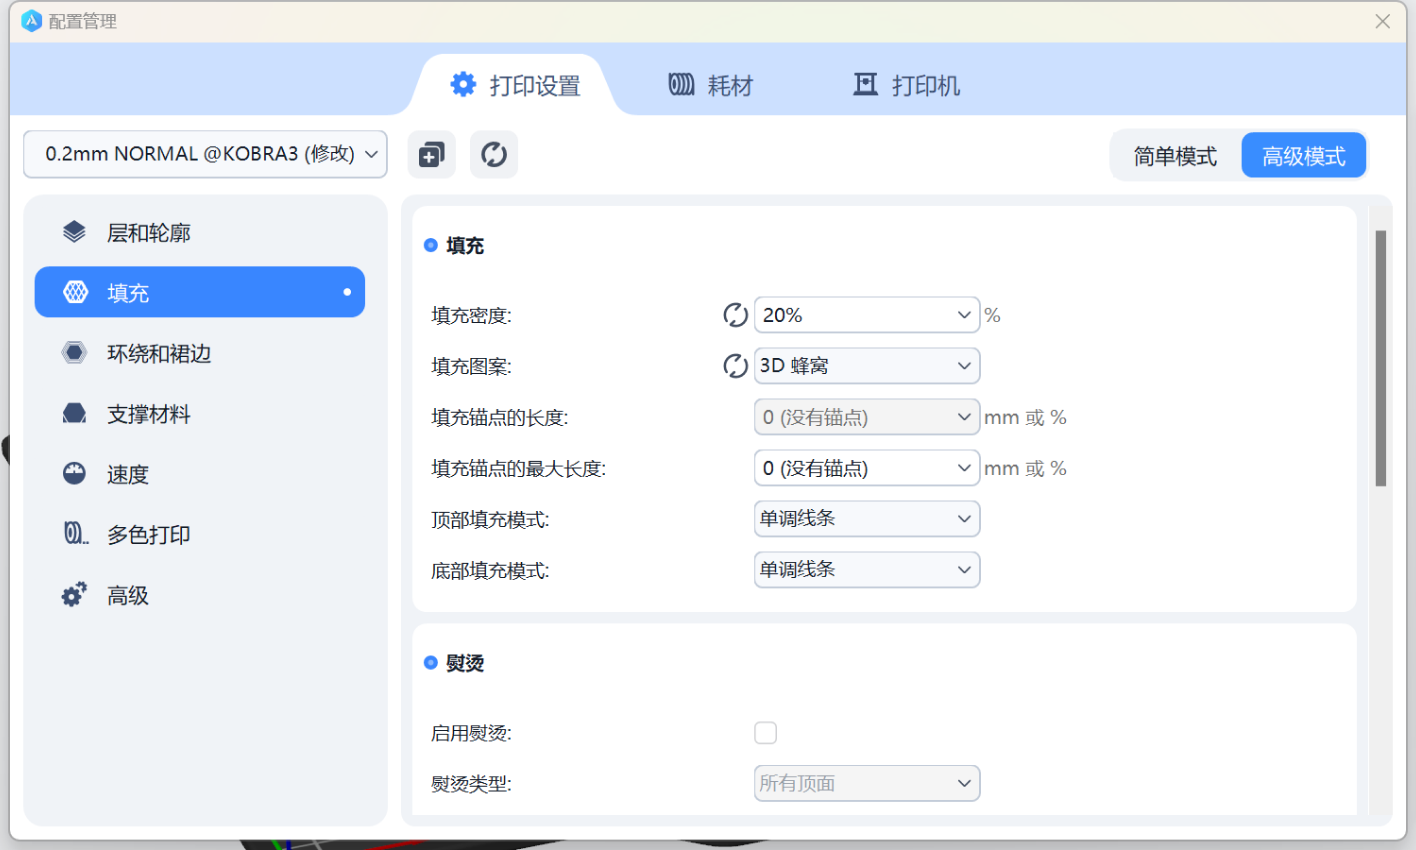 配置管理
打印设置
耗材
打印机
0.2mm NORMAL @KOBRA3 (修改)
简单模式
高级模式
层和轮廓
填充
环绕和裙边
支撑材料
速度
多色打印
高级
填充
填充密度:
20%
%
填充图案:
3D 蜂窝
填充锚点的长度:
0 (没有锚点)
mm 或 %
填充锚点的最大长度:
0 (没有锚点)
mm 或 %
顶部填充模式:
单调线条
底部填充模式:
单调线条
熨烫
启用熨烫:
熨烫类型:
所有顶面